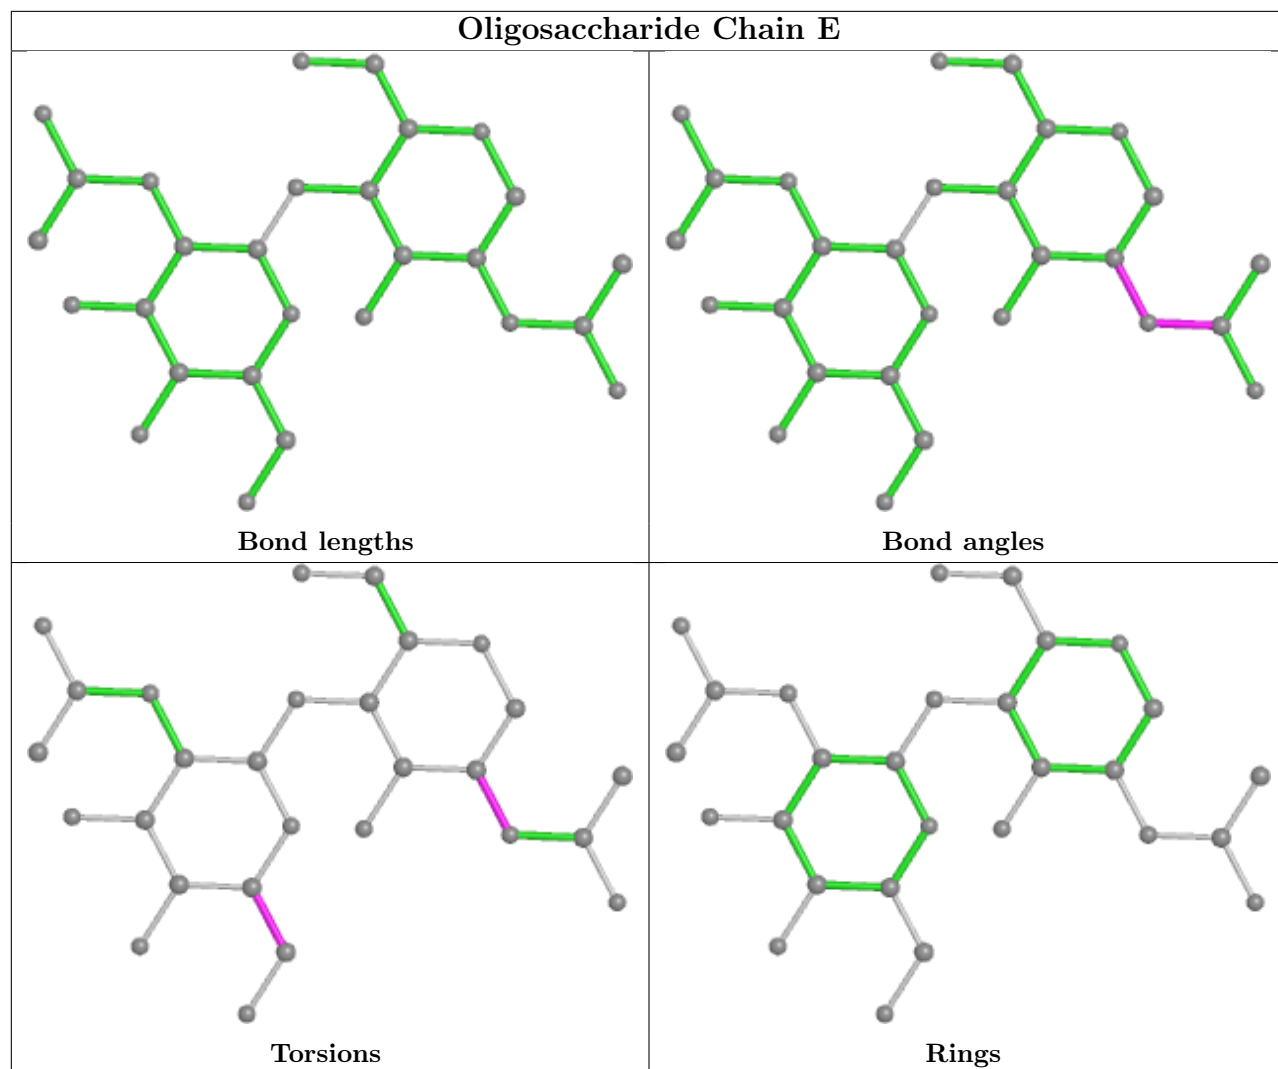 Oligosaccharide Chain E
Bond lengths
Bond angles
Torsions
Rings